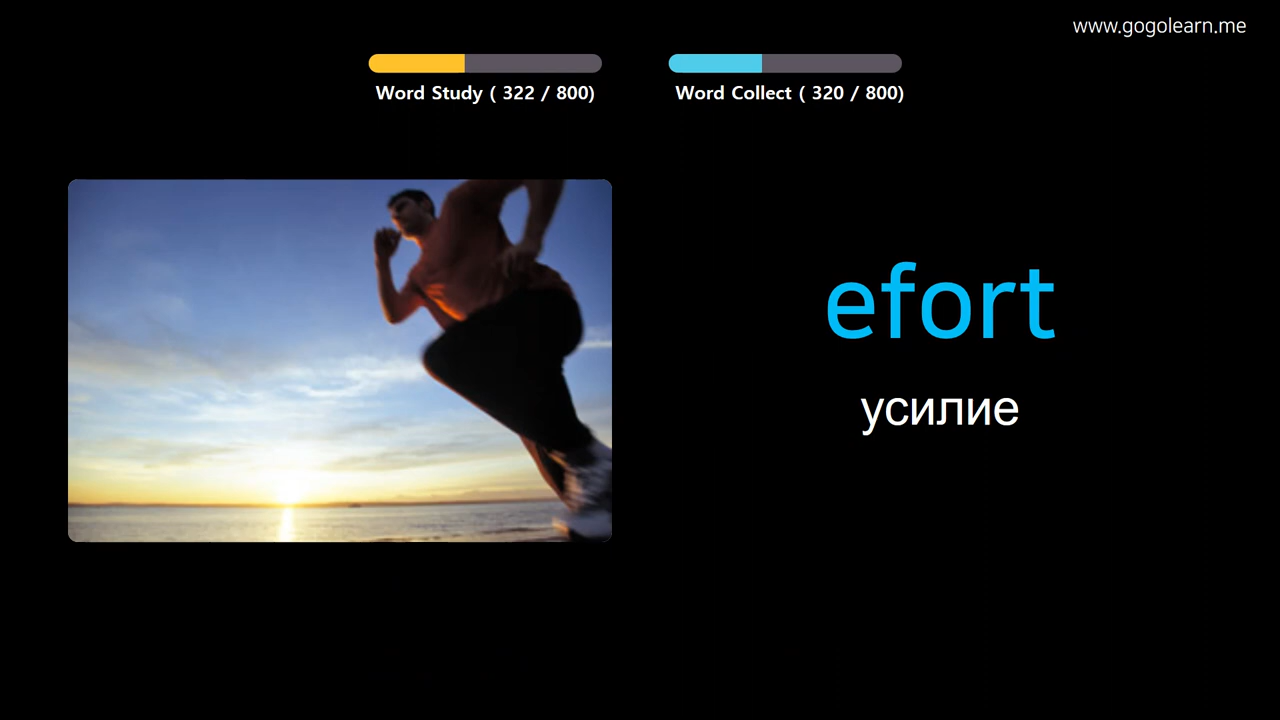 www.gogolearn.me
Word Study ( 322 / 800)
Word Collect ( 320 / 800)
efort
усилие